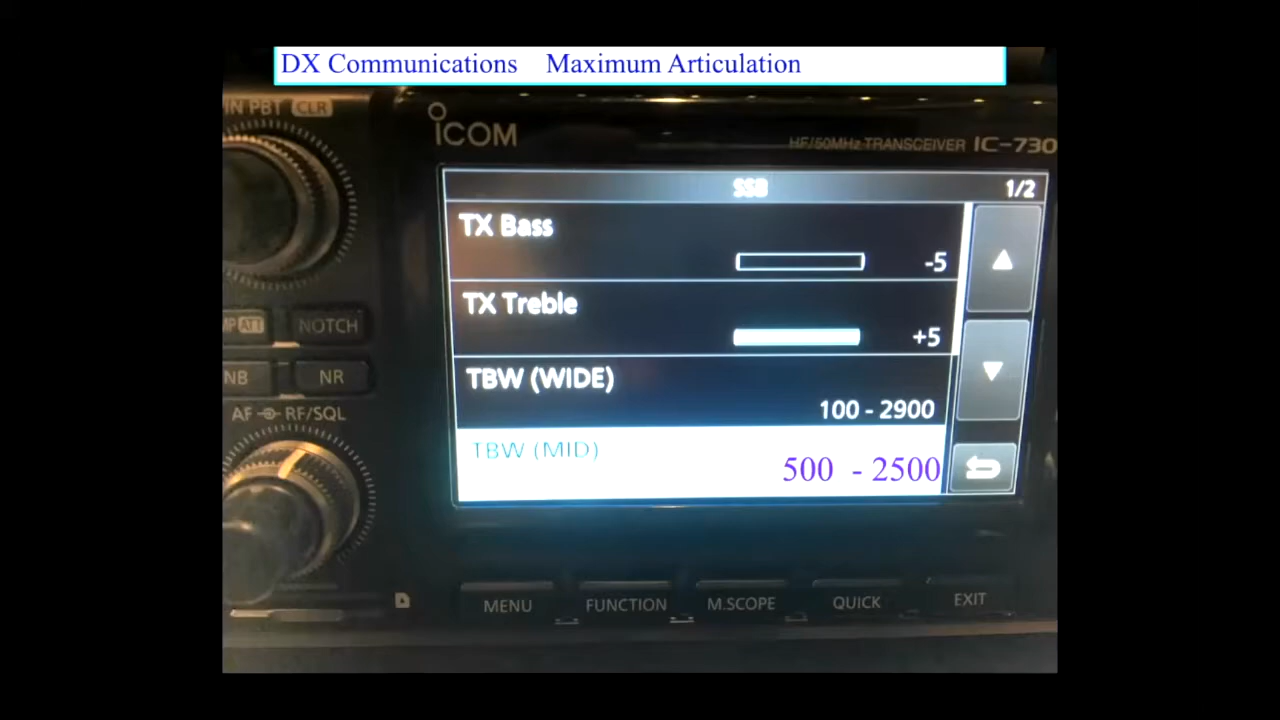 DX Communications Maximum Articulation
IN PBT CLR
ICOM
HF/50MHz TRANSCEIVER IC-730
SSB 1/2
TX Bass
-5
TX Treble
+5
TBW (WIDE)
100 - 2900
TBW (MID)
500 - 2500
MP ATT NOTCH
NB NR
AF RF/SQL
MENU FUNCTION M.SCOPE QUICK EXIT